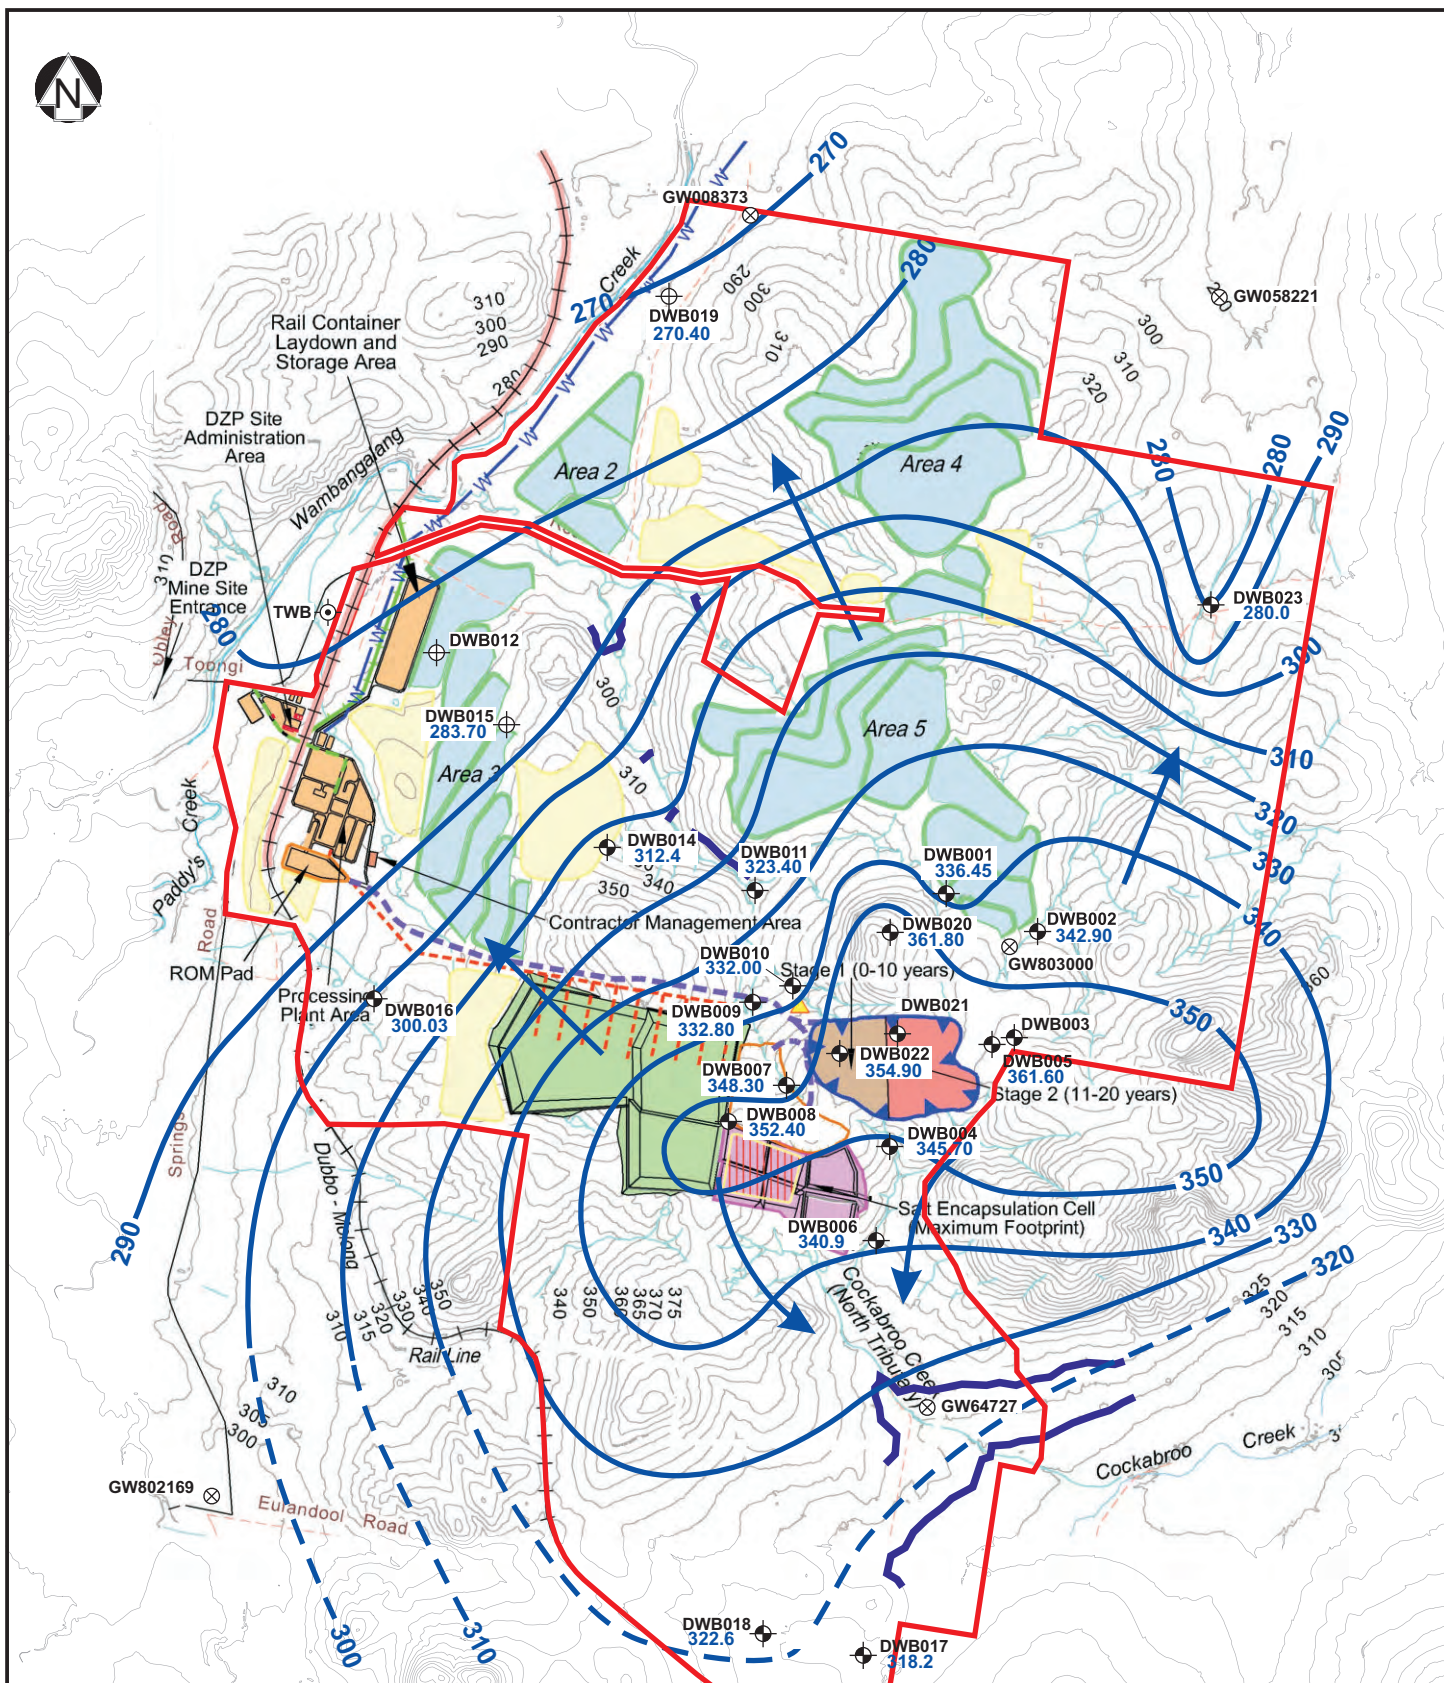 N
270
GW008373
W
280
Creek
290
300
GW058221
270
DWB019
270.40
310
310
300
290
300
310
320
Rail Container
Laydown and
Storage Area
280
W
DZP Site
Administration
Area
Wambangalang
Area 2
Area 4
280
280
290
Road
310
DZP
Mine Site
Entrance
TWB
DWB023
280.0
280
Obley
Toongi
DWB012
300
300
DWB015
283.70
Area 3
Area 5
310
310
320
Creek
Paddy's
DWB014
312.4
DWB011
323.40
DWB001
336.45
330
350
340
Road
Contractor Management Area
DWB020
361.80
DWB002
342.90
340
GW803000
ROM Pad
DWB010
332.00
Stage 1 (0-10 years)
360
Processing
Plant Area
DWB016
300.03
DWB009
332.80
DWB021
350
DWB003
DWB022
354.90
DWB005
361.60
DWB007
348.30
Stage 2 (11-20 years)
DWB008
352.40
DWB004
345.70
Springs
Dubbo - Molong
350
Salt Encapsulation Cell
(Maximum Footprint)
290
DWB006
340.9
340
330
320
Cockabroo Creek
(North Tributary)
350
340
330
320
315
310
340
350
360
365
370
375
325
320
315
310
305
Rail Line
310
305
300
GW64727
Cockabroo
Creek
GW802169
Eulandool Road
300
310
DWB018
322.6
DWB017
318.2